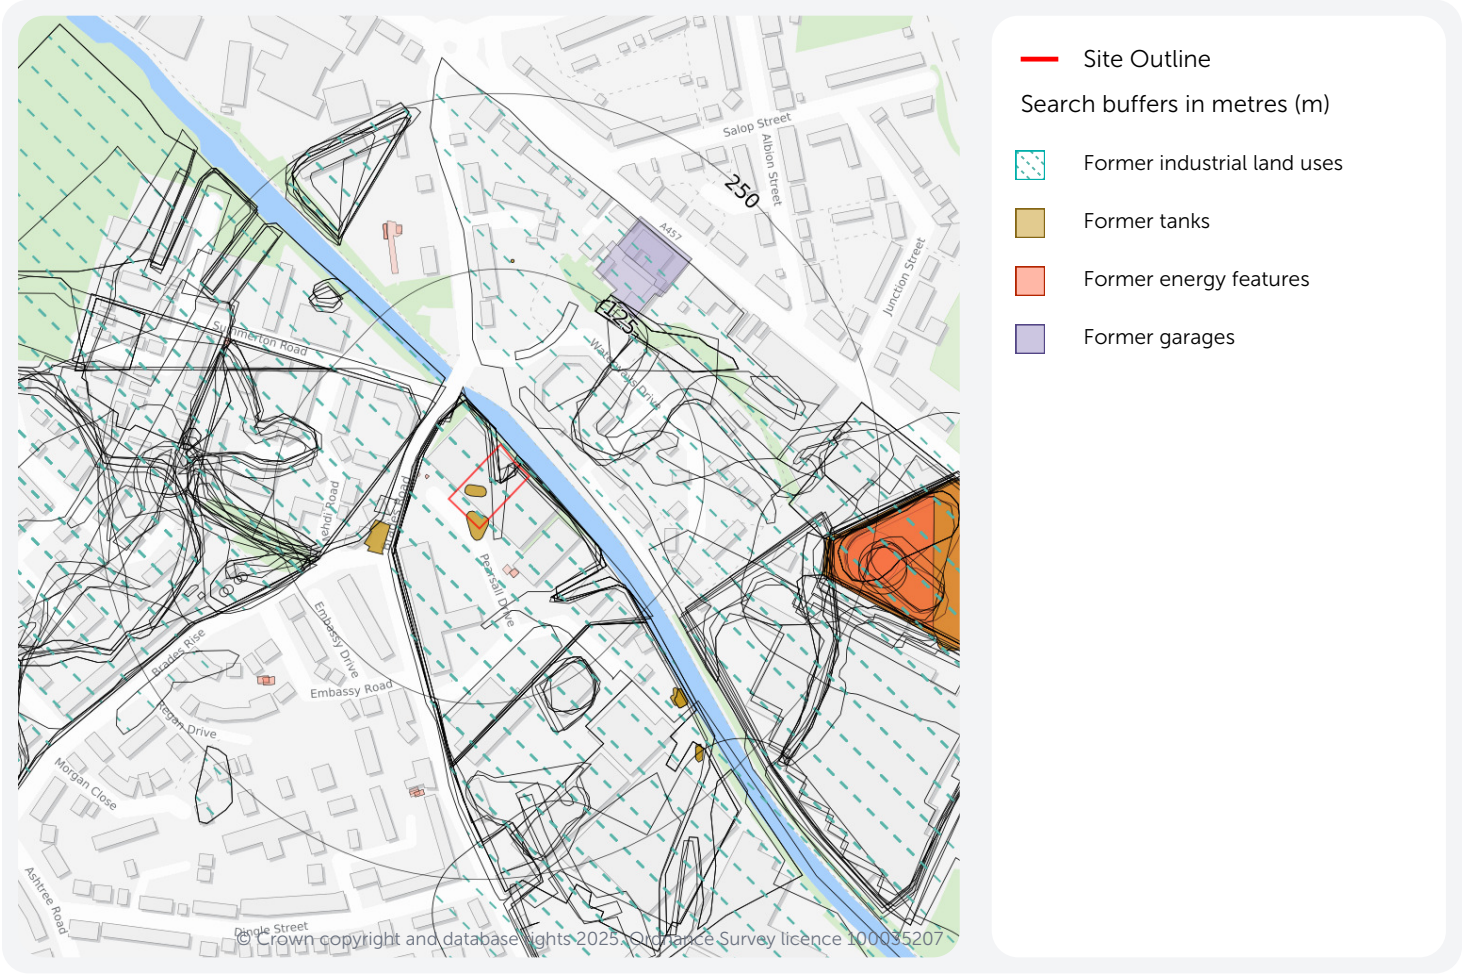 Site Outline
Search buffers in metres (m)
Former industrial land uses
Former tanks
Former energy features
Former garages
Salop Street
Albion Street
250
A457
Junction Street
125
Summerton Road
Waterways Drive
Pearsall Drive
Embassy Drive
Embassy Road
Brades Rise
Regan Drive
Morgan Close
Ashtree Road
Dingle Street
© Crown copyright and database rights 2025. Ordnance Survey licence 100035207